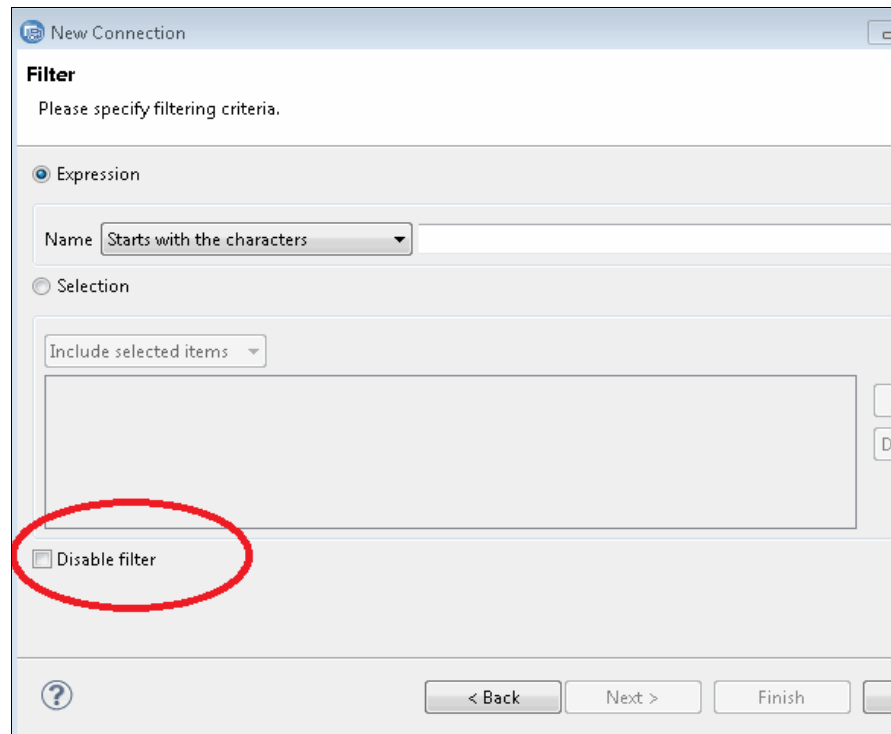 New Connection
Filter
Please specify filtering criteria.
Expression
Name Starts with the characters
Selection
Include selected items
D
Disable filter
? < Back Next > Finish